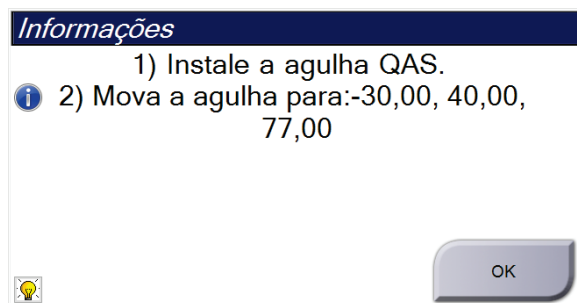 Informações
1) Instale a agulha QAS.
2) Mova a agulha para:-30,00, 40,00,
77,00
OK